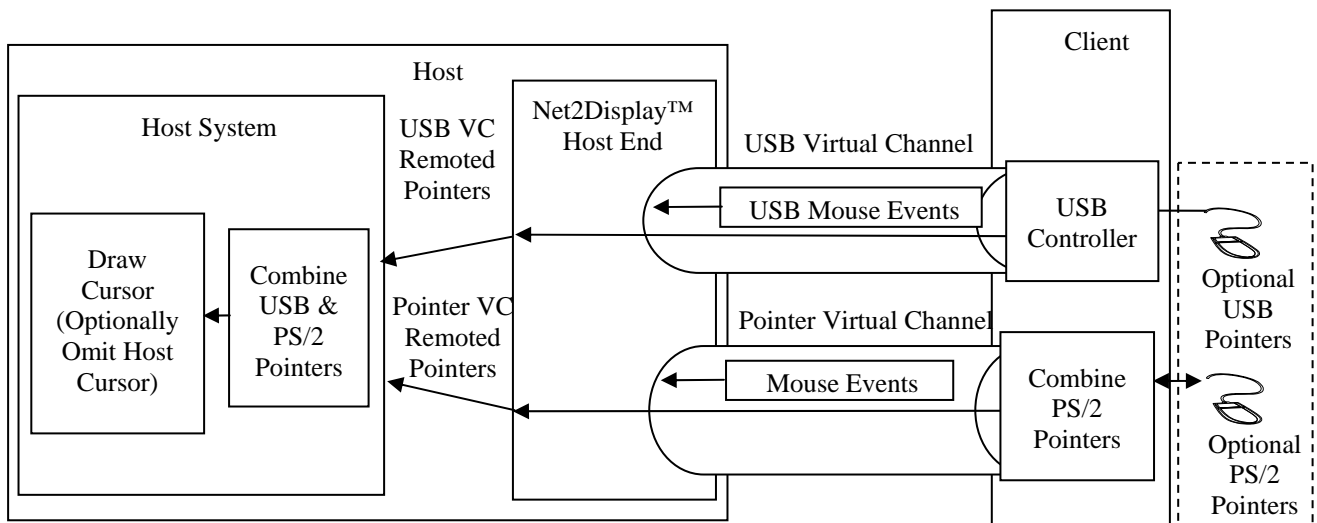 Host
Host System
USB VC
Remoted
Pointers
Net2Display™
Host End
USB Virtual Channel
Client
USB Mouse Events
USB
Controller
Optional
USB
Pointers
Draw
Cursor
(Optionally
Omit Host
Cursor)
Combine
USB &
PS/2
Pointers
Pointer VC
Remoted
Pointers
Pointer Virtual Channel
Mouse Events
Combine
PS/2
Pointers
Optional
PS/2
Pointers